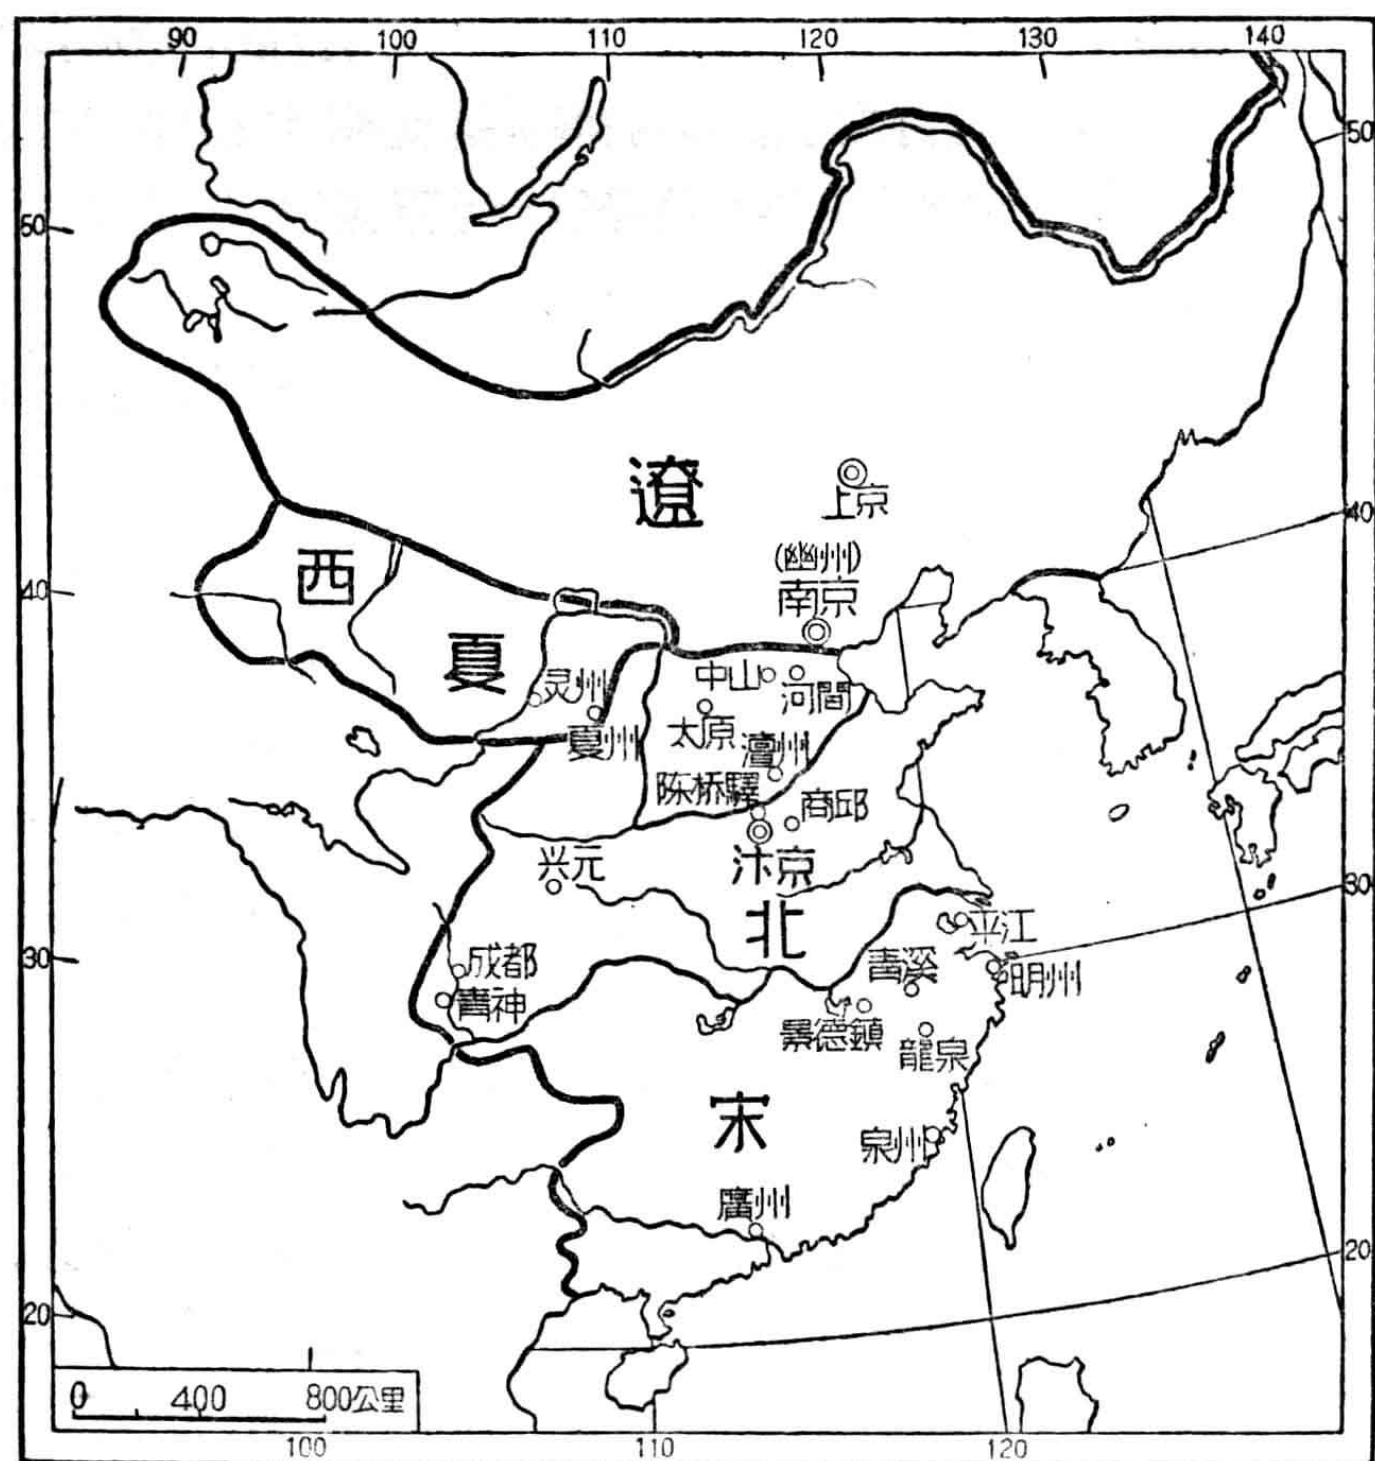 90 100 110 120 130 140
50
50
遼
上京
(幽州)
南京
40
西
40
夏
中山
河間
灵州
太原
夏州
澶州
陈桥驛
商邱
汴京
兴元
30
北
平江
成都
青溪
30
明州
青神
景德鎮
龍泉
宋
泉州
廣州
20
20
0 400 800公里
100 110 120